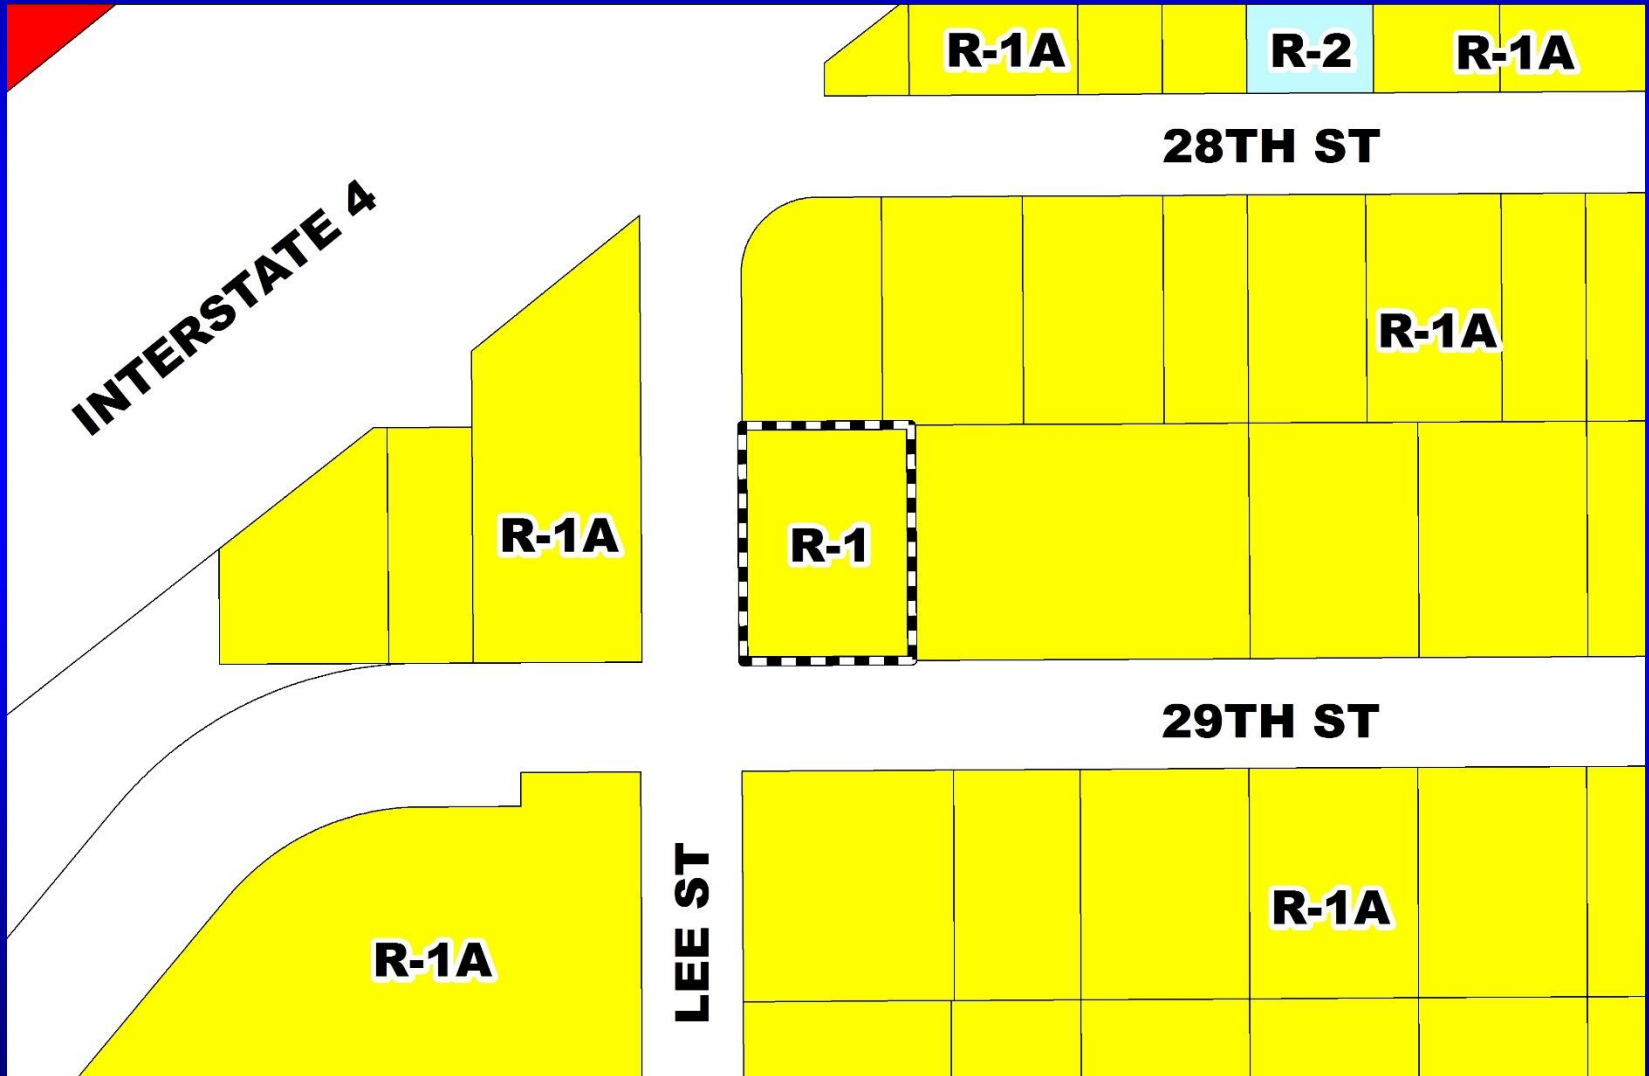 R-1A
R-2
R-1A
28TH ST
INTERSTATE 4
R-1A
R-1A
R-1
29TH ST
LEE ST
R-1A
R-1A